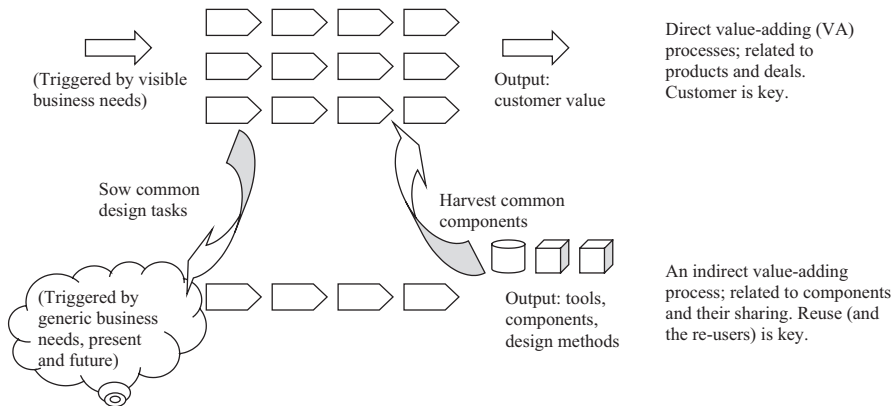 (Triggered by visible
business needs)
Output:
customer value
Direct value-adding (VA)
processes; related to
products and deals.
Customer is key.
Sow common
design tasks
Harvest common
components
(Triggered by
generic business
needs, present
and future)
Output: tools,
components,
design methods
An indirect value-adding
process; related to components
and their sharing. Reuse (and
the re-users) is key.